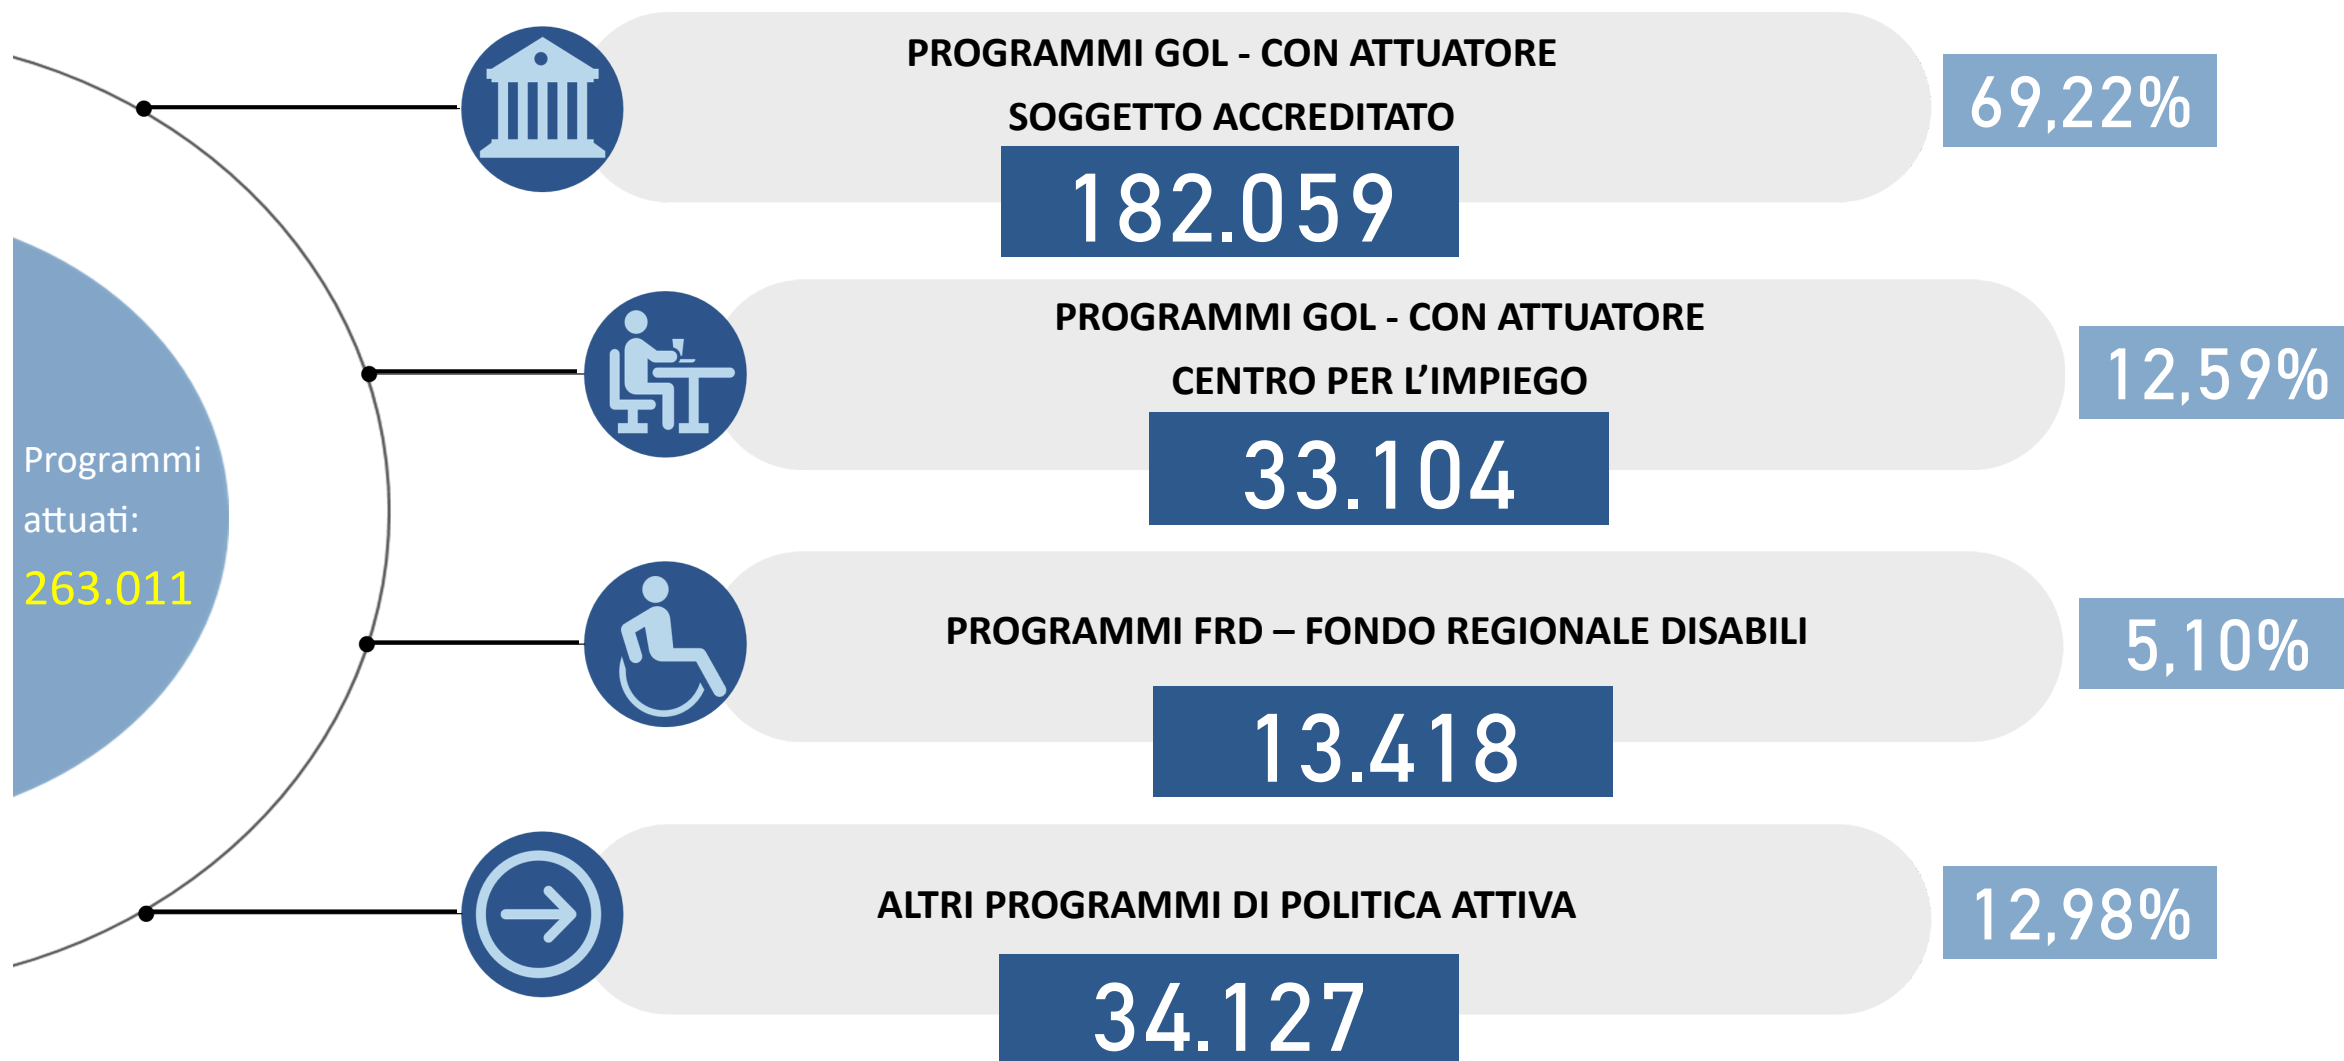 PROGRAMMI GOL - CON ATTUATORE
SOGGETTO ACCREDITATO
182.059
69,22%
PROGRAMMI GOL - CON ATTUATORE
CENTRO PER L’IMPIEGO
33.104
12,59%
Programmi
attuati:
263.011
PROGRAMMI FRD – FONDO REGIONALE DISABILI
13.418
5,10%
ALTRI PROGRAMMI DI POLITICA ATTIVA
34.127
12,98%